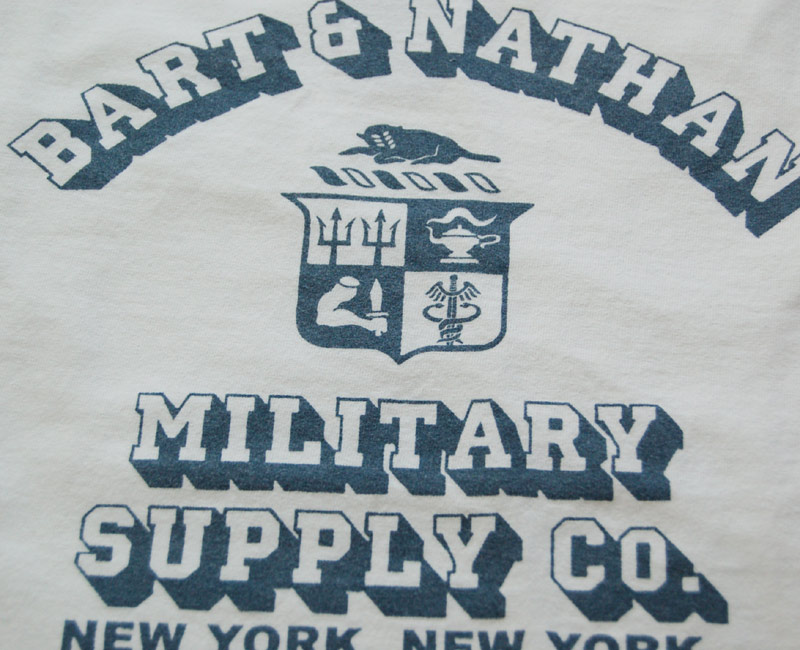 BART & NATHAN
MILITARY
SUPPLY CO.
NEW YORK NEW YORK